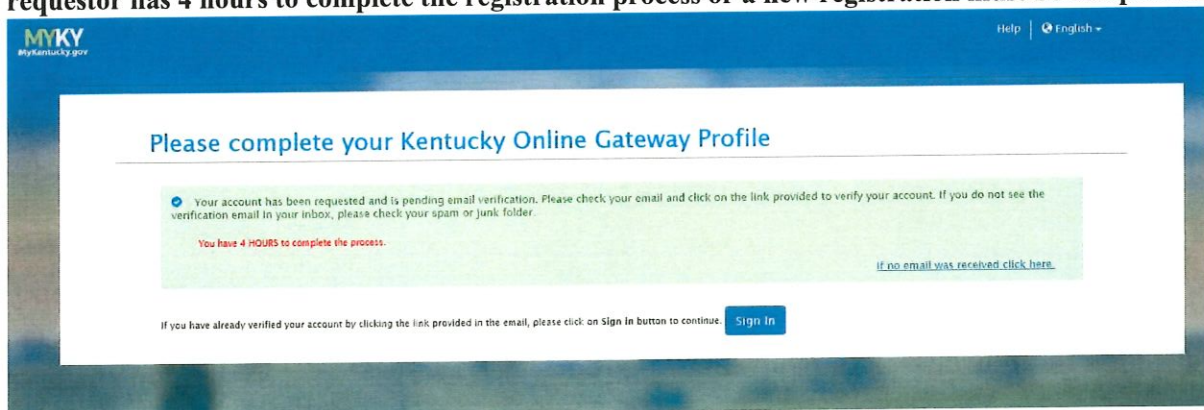 requestor has 4 hours to complete the registration process or a new registration
MYKY
Help English
MyKentucky.gov
Please complete your Kentucky Online Gateway Profile
Your account has been requested and is pending email verification. Please check your email and click on the link provided to verify your account. If you do not see the
verification email in your inbox, please check your spam or junk folder.
You have 4 HOURS to complete the process.
If no email was received click here.
If you have already verified your account by clicking the link provided in the email, please click on Sign in button to continue. Sign In